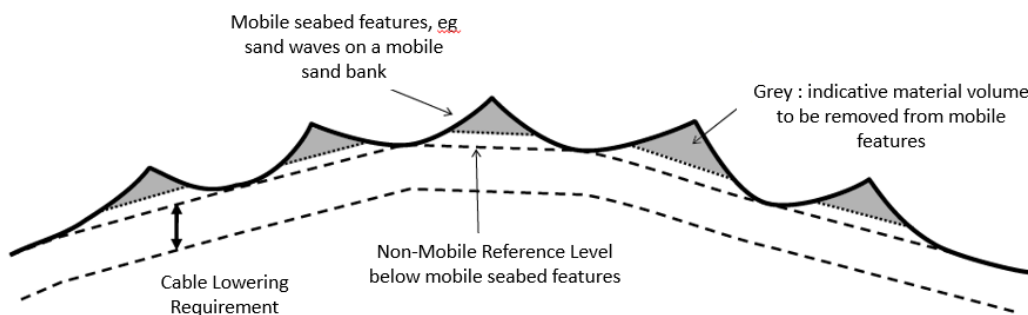 Mobile seabed features, eg
sand waves on a mobile
sand bank
Grey : indicative material volume
to be removed from mobile
features
Non-Mobile Reference Level
below mobile seabed features
Cable Lowering
Requirement